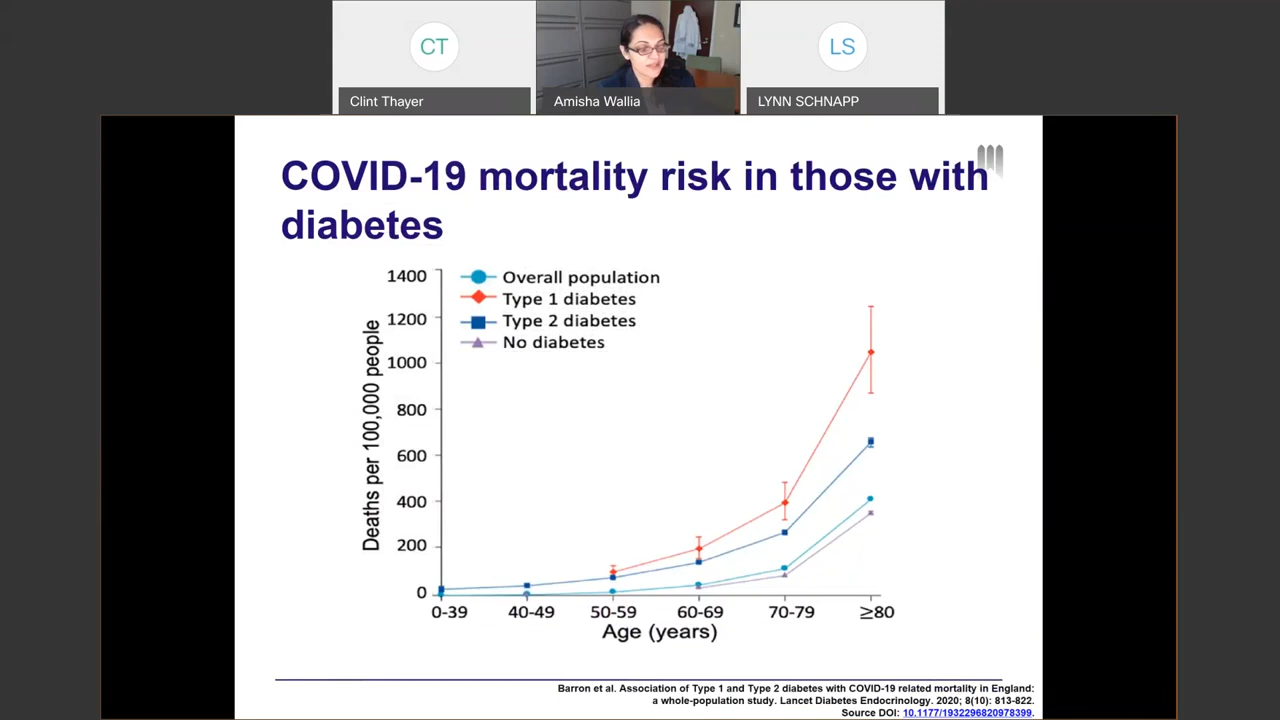 CT
LS
Clint Thayer
Amisha Wallia
LYNN SCHNAPP
COVID-19 mortality risk in those with
diabetes
Overall population
Type 1 diabetes
Type 2 diabetes
No diabetes
Deaths per 100,000 people
1400
1200
1000
800
600
400
200
0
0-39 40-49 50-59 60-69 70-79 ≥80
Age (years)
Barron et al. Association of Type 1 and Type 2 diabetes with COVID-19 related mortality in England:
a whole-population study. Lancet Diabetes Endocrinology. 2020; 8(10): 813-822.
Source DOI: 10.1177/1932296820978399.